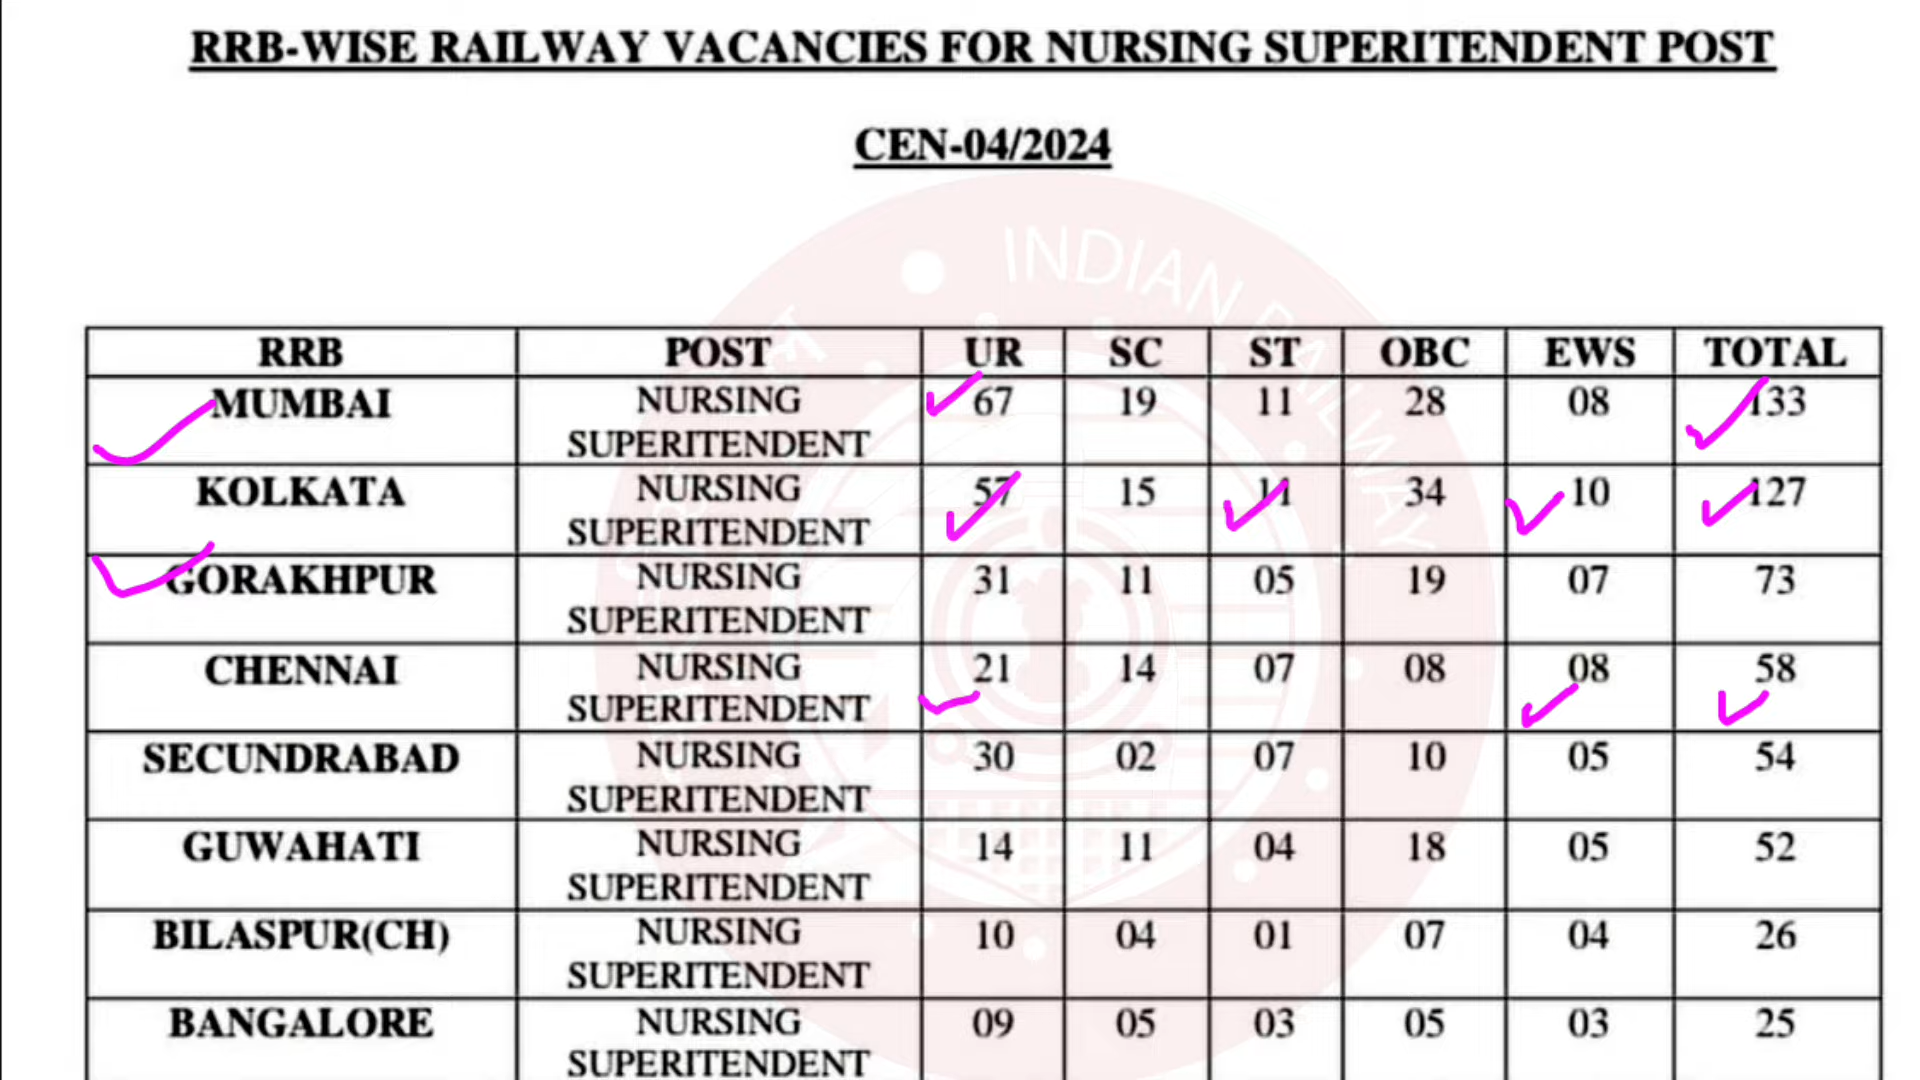 RRB-WISE RAILWAY VACANCIES FOR NURSING SUPERITENDENT POST
CEN-04/2024
INDIAN RAILWAY
RRB POST UR SC ST OBC EWS TOTAL
MUMBAI NURSING SUPERITENDENT 67 19 11 28 08 133
KOLKATA NURSING SUPERITENDENT 57 15 11 34 10 127
GORAKHPUR NURSING SUPERITENDENT 31 11 05 19 07 73
CHENNAI NURSING SUPERITENDENT 21 14 07 08 08 58
SECUNDRABAD NURSING SUPERITENDENT 30 02 07 10 05 54
GUWAHATI NURSING SUPERITENDENT 14 11 04 18 05 52
BILASPUR(CH) NURSING SUPERITENDENT 10 04 01 07 04 26
BANGALORE NURSING SUPERITENDENT 09 05 03 05 03 25